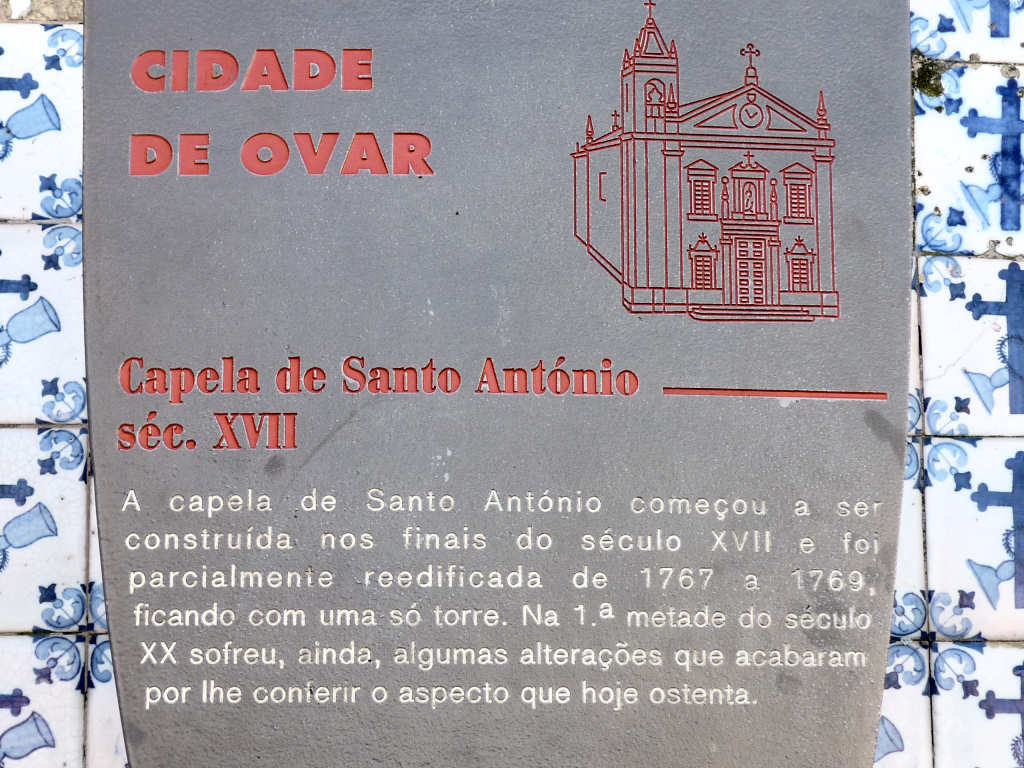 CIDADE
DE OVAR
Capela de Santo António
séc. XVII
A capela de Santo António começou a ser
construída nos finais do século XVII e foi
parcialmente reedificada de 1767 a 1769,
ficando com uma só torre. Na 1.ª metade do século
XX sofreu, ainda, algumas alterações que acabaram
por lhe conferir o aspecto que hoje ostenta.